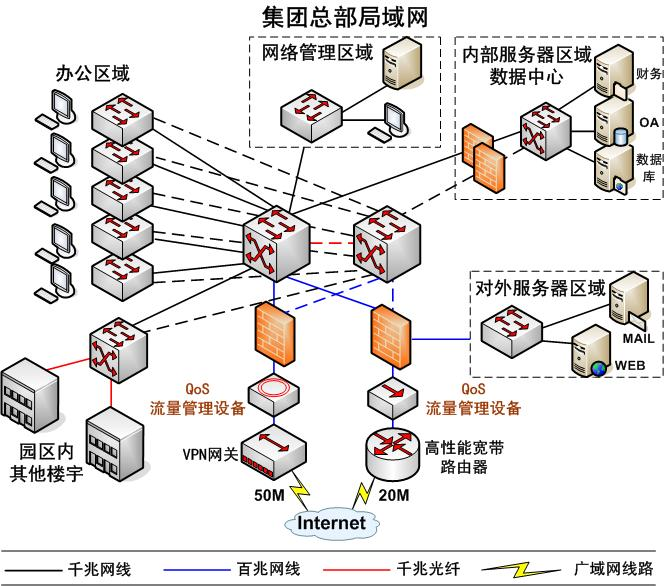 集团总部局域网
网络管理区域
内部服务器区域
数据中心
办公区域
财务
OA
数据
库
对外服务器区域
MAIL
WEB
QoS
流量管理设备
QoS
流量管理设备
园区内
其他楼宇
VPN网关
高性能宽带
路由器
50M
20M
Internet
千兆网线
百兆网线
千兆光纤
广域网线路